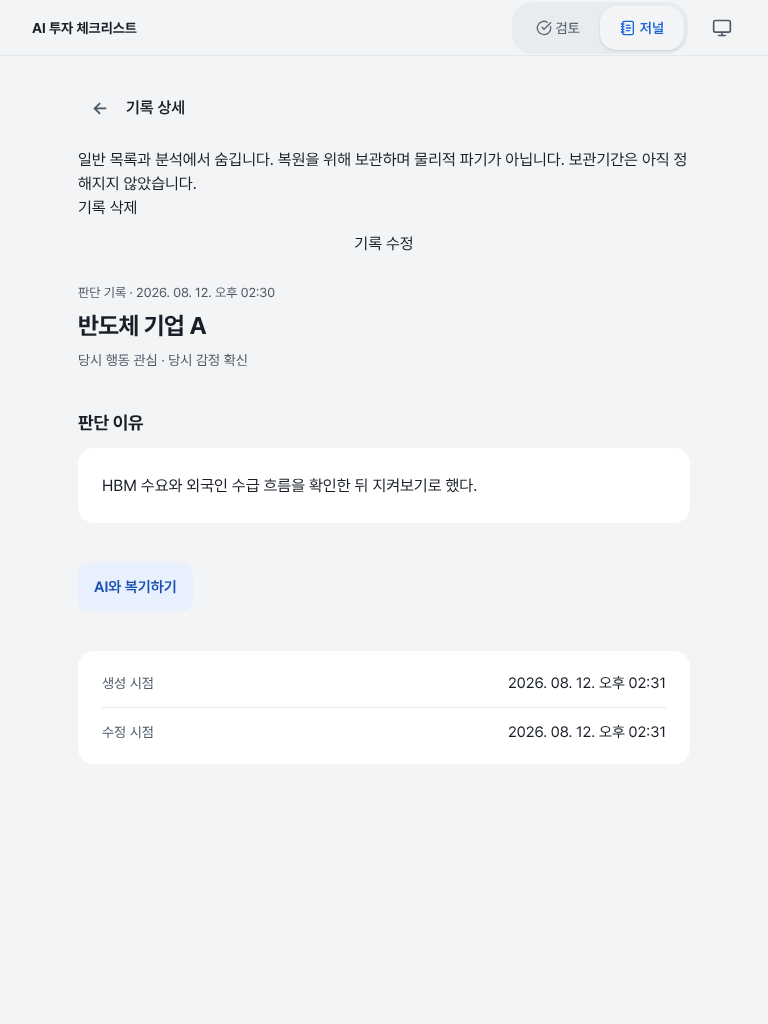 AI 투자 체크리스트
검토
저널
기록 상세
일반 목록과 분석에서 숨깁니다. 복원을 위해 보관하며 물리적 파기가 아닙니다. 보관기간은 아직 정
해지지 않았습니다.
기록 삭제
기록 수정
판단 기록 · 2026. 08. 12. 오후 02:30
반도체 기업 A
당시 행동 관심 · 당시 감정 확신
판단 이유
HBM 수요와 외국인 수급 흐름을 확인한 뒤 지켜보기로 했다.
AI와 복기하기
생성 시점 2026. 08. 12. 오후 02:31
수정 시점 2026. 08. 12. 오후 02:31